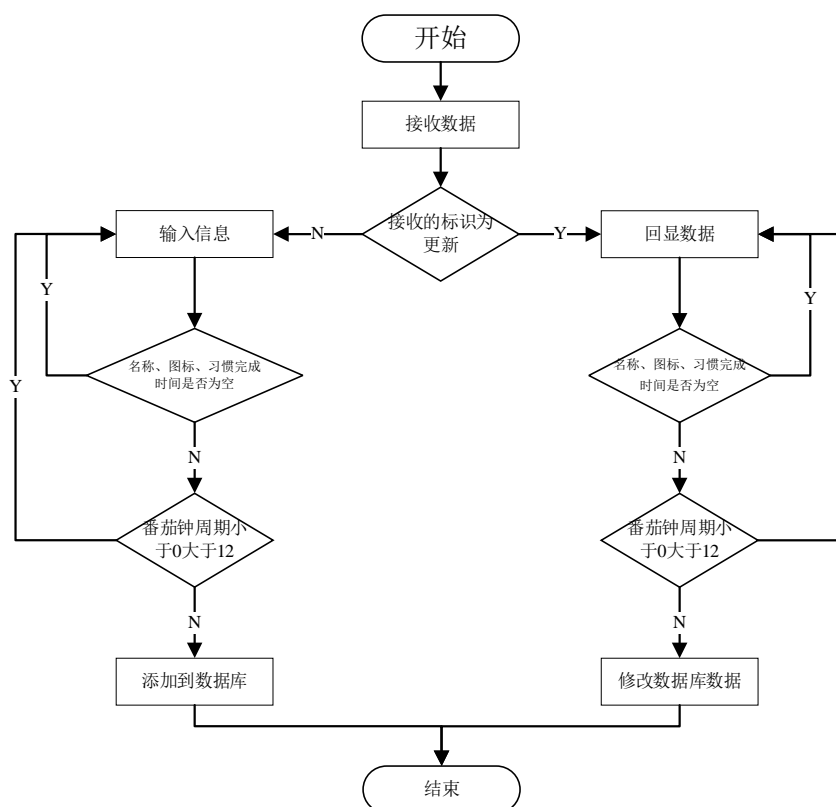 开始
接收数据
接收的标识为
更新
N
Y
输入信息
回显数据
Y
Y
名称、图标、习惯完成
时间是否为空
名称、图标、习惯完成
时间是否为空
Y
N
N
番茄钟周期小
于0大于12
番茄钟周期小
于0大于12
N
N
添加到数据库
修改数据库数据
结束